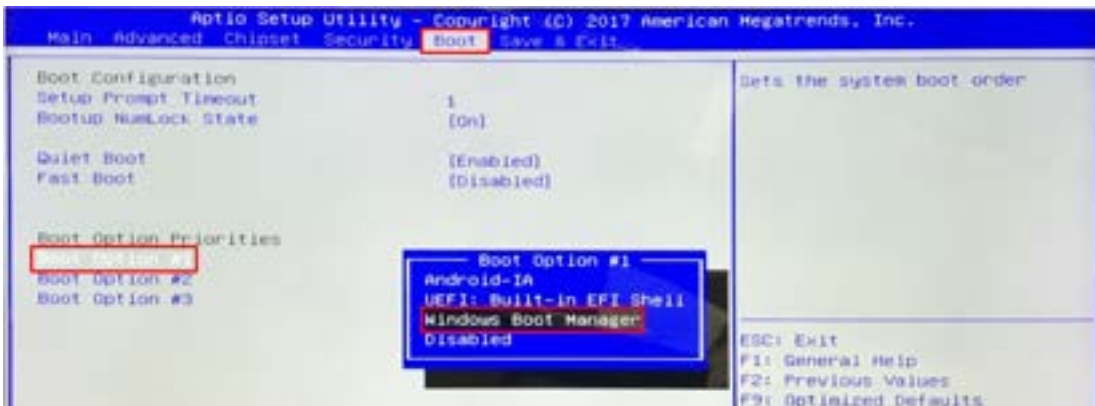 Aptio Setup Utility - Copyright (C) 2017 American Megatrends, Inc.
Main Advanced Chipset Security Boot Save & Exit
Boot Configuration
Setup Prompt Timeout 1
Bootup NumLock State [On]
Quiet Boot [Enabled]
Fast Boot [Disabled]
Boot Option Priorities
Boot Option #1
Boot Option #2
Boot Option #3
Boot Option #1
Android-IA
UEFI: Built-in EFI Shell
Windows Boot Manager
Disabled
Sets the system boot order
ESC: Exit
F1: General Help
F2: Previous Values
F9: Optimized Defaults